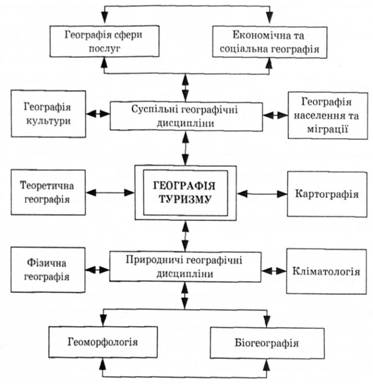 Географія сфери
послуг
Економічна та
соціальна географія
Географія
культури
Суспільні географічні
дисципліни
Географія
населення та
міграції
Теоретична
географія
ГЕОГРАФІЯ
ТУРИЗМУ
Картографія
Фізична
географія
Природничі географічні
дисципліни
Кліматологія
Геоморфологія
Біогеографія